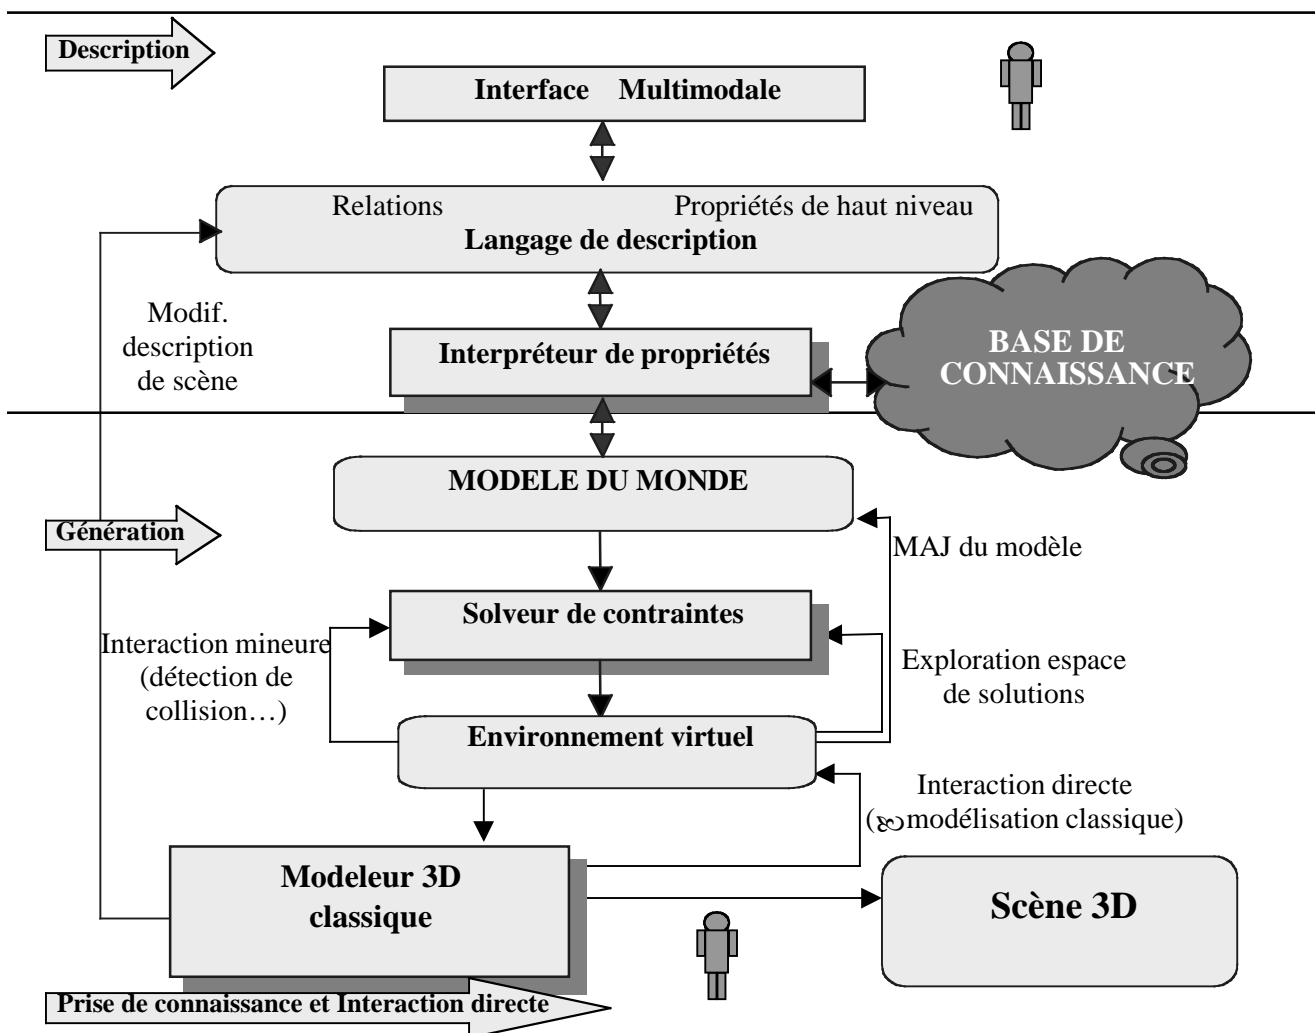 Description
Interface Multimodale
Relations Propriétés de haut niveau
Langage de description
Modif.
description
de scène
Interpréteur de propriétés
BASE DE
CONNAISSANCE
MODELE DU MONDE
Génération
MAJ du modèle
Solveur de contraintes
Interaction mineure
(détection de
collision…)
Exploration espace
de solutions
Environnement virtuel
Interaction directe
(modélisation classique)
Modeleur 3D
classique
Scène 3D
Prise de connaissance et Interaction directe